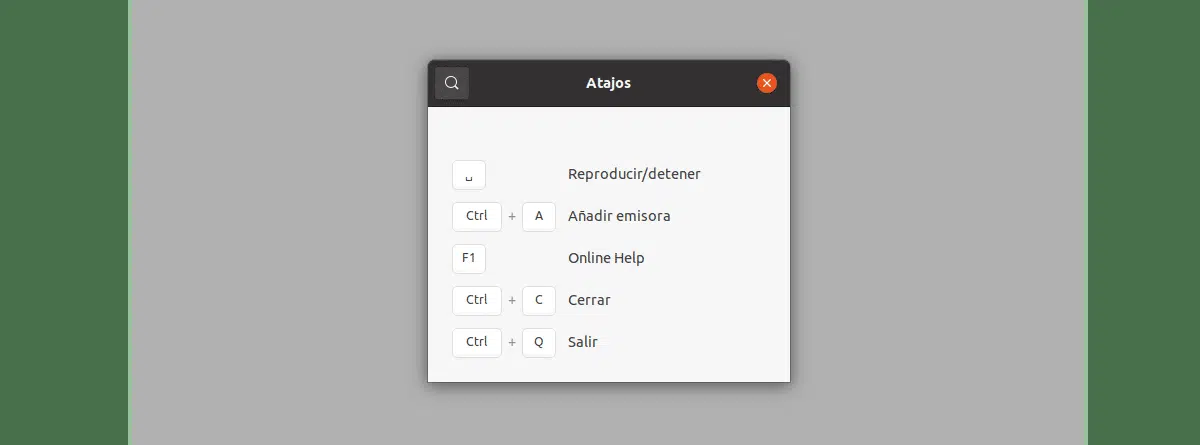 Atajos
␣ Reproducir/detener
Ctrl + A Añadir emisora
F1 Online Help
Ctrl + C Cerrar
Ctrl + Q Salir